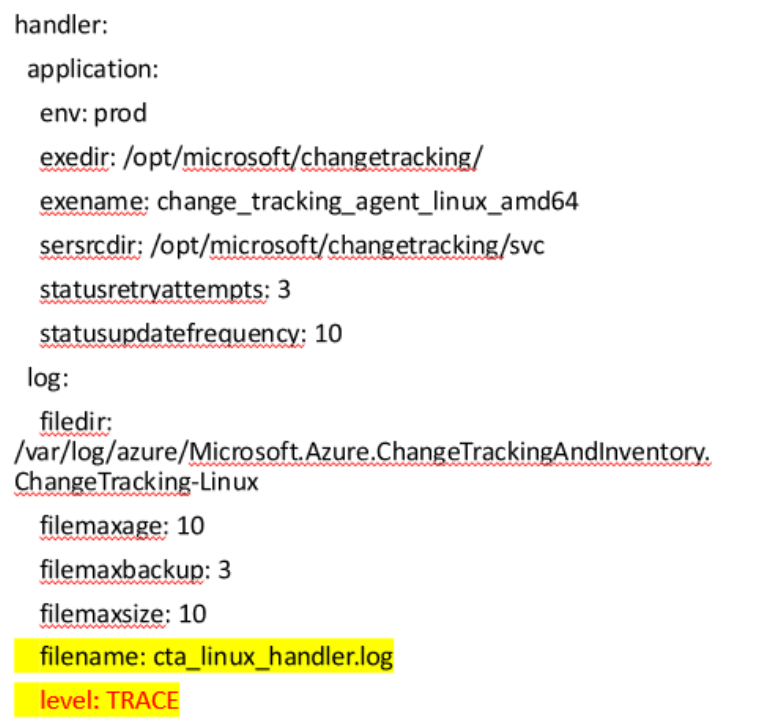 handler:
application:
env: prod
exedir: /opt/microsoft/changetracking/
exename: change_tracking_agent_linux_amd64
sersrcdir: /opt/microsoft/changetracking/svc
statusretryattempts: 3
statusupdatefrequency: 10
log:
filedir:
/var/log/azure/Microsoft.Azure.ChangeTrackingAndInventory.
ChangeTracking-Linux
filemaxage: 10
filemaxbackup: 3
filemaxsize: 10
filename: cta_linux_handler.log
level: TRACE